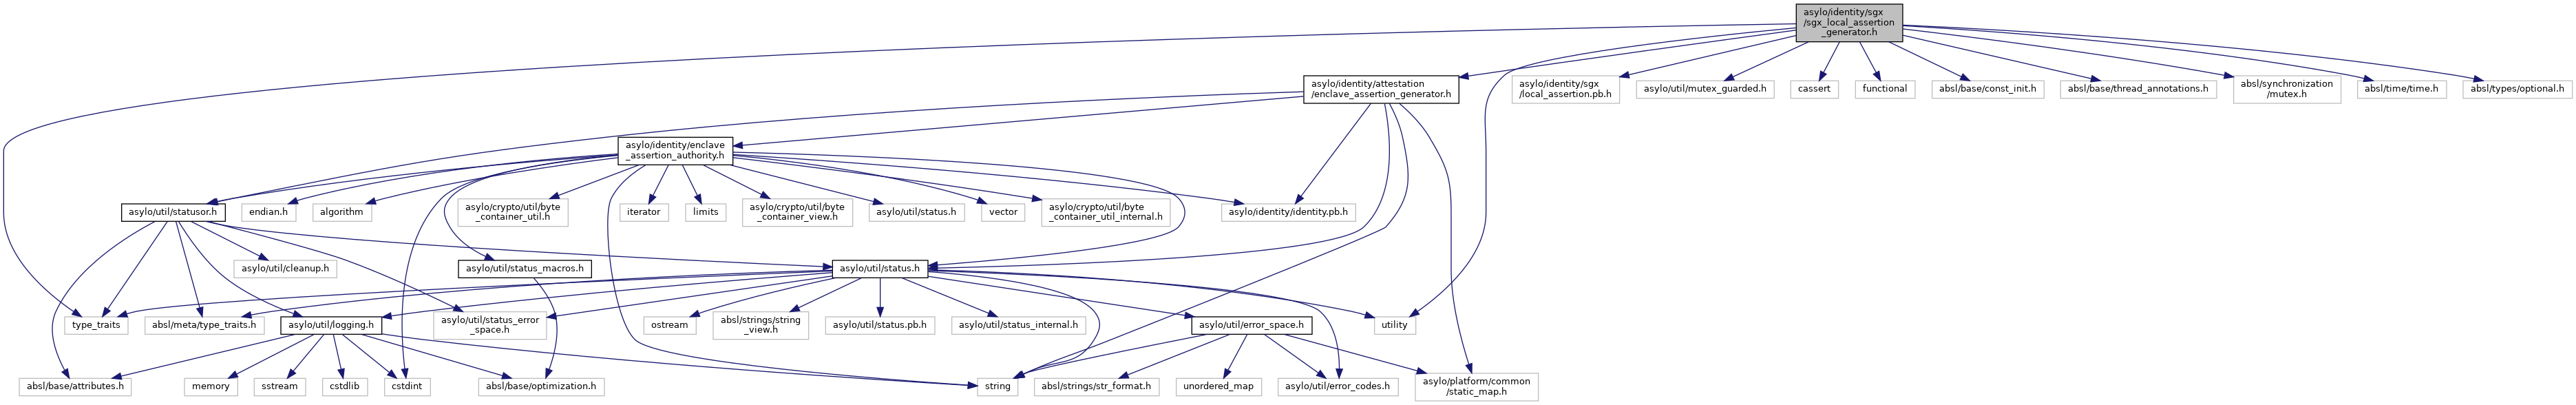 asylo/identity/sgx
/sgx_local_assertion
_generator.h
asylo/identity/attestation
/enclave_assertion_generator.h
asylo/identity/sgx
/local_assertion.pb.h
asylo/util/mutex_guarded.h
cassert
functional
absl/base/const_init.h
absl/base/thread_annotations.h
absl/synchronization
/mutex.h
absl/time/time.h
absl/types/optional.h
asylo/identity/enclave
_assertion_authority.h
asylo/util/statusor.h
endian.h
algorithm
asylo/crypto/util/byte
_container_util.h
iterator
limits
asylo/crypto/util/byte
_container_view.h
asylo/util/status.h
vector
asylo/crypto/util/byte
_container_util_internal.h
asylo/identity/identity.pb.h
asylo/util/cleanup.h
asylo/util/status_macros.h
asylo/util/status.h
type_traits
absl/meta/type_traits.h
asylo/util/logging.h
asylo/util/status_error
_space.h
ostream
absl/strings/string
_view.h
asylo/util/status.pb.h
asylo/util/status_internal.h
asylo/util/error_space.h
utility
absl/base/attributes.h
memory
sstream
cstdlib
cstdint
absl/base/optimization.h
string
absl/strings/str_format.h
unordered_map
asylo/util/error_codes.h
asylo/platform/common
/static_map.h